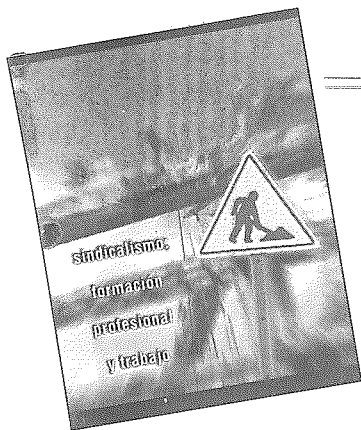 sindicalismo,
formación
profesional
y trabajo